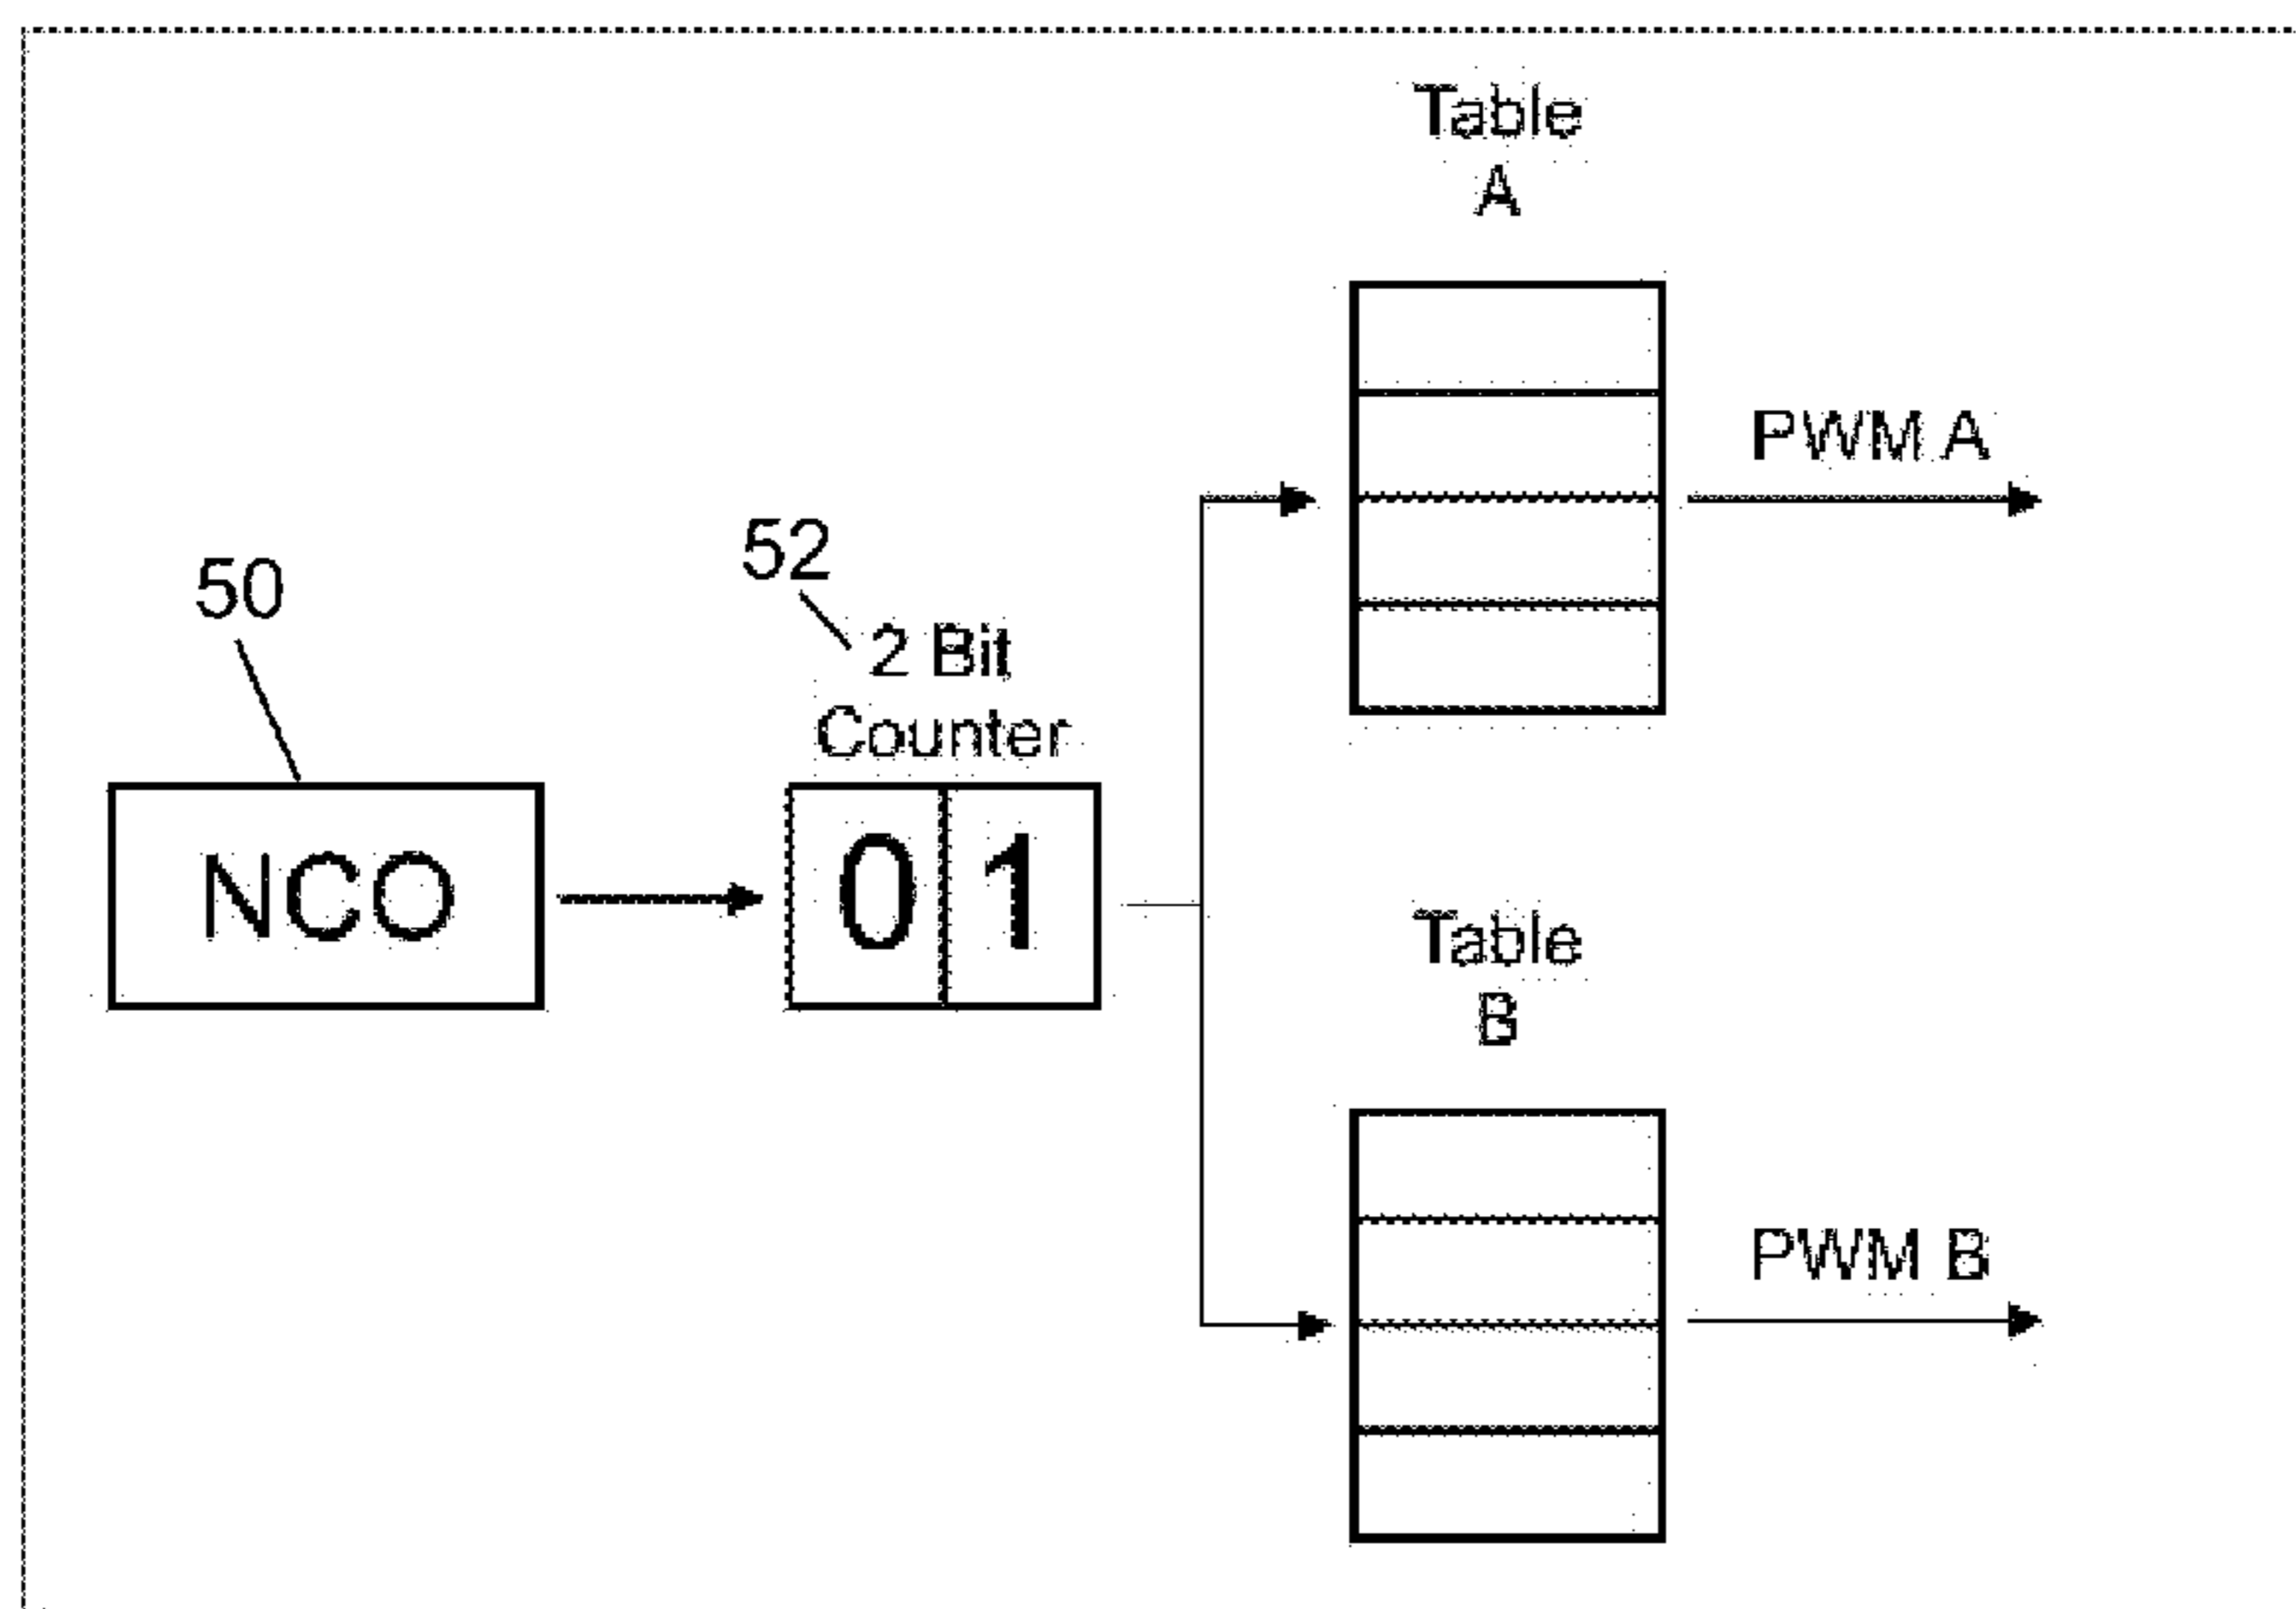 Table
A
PWM A
52
50
2 Bit
Counter
NCO
0 1
Table
B
PWM B